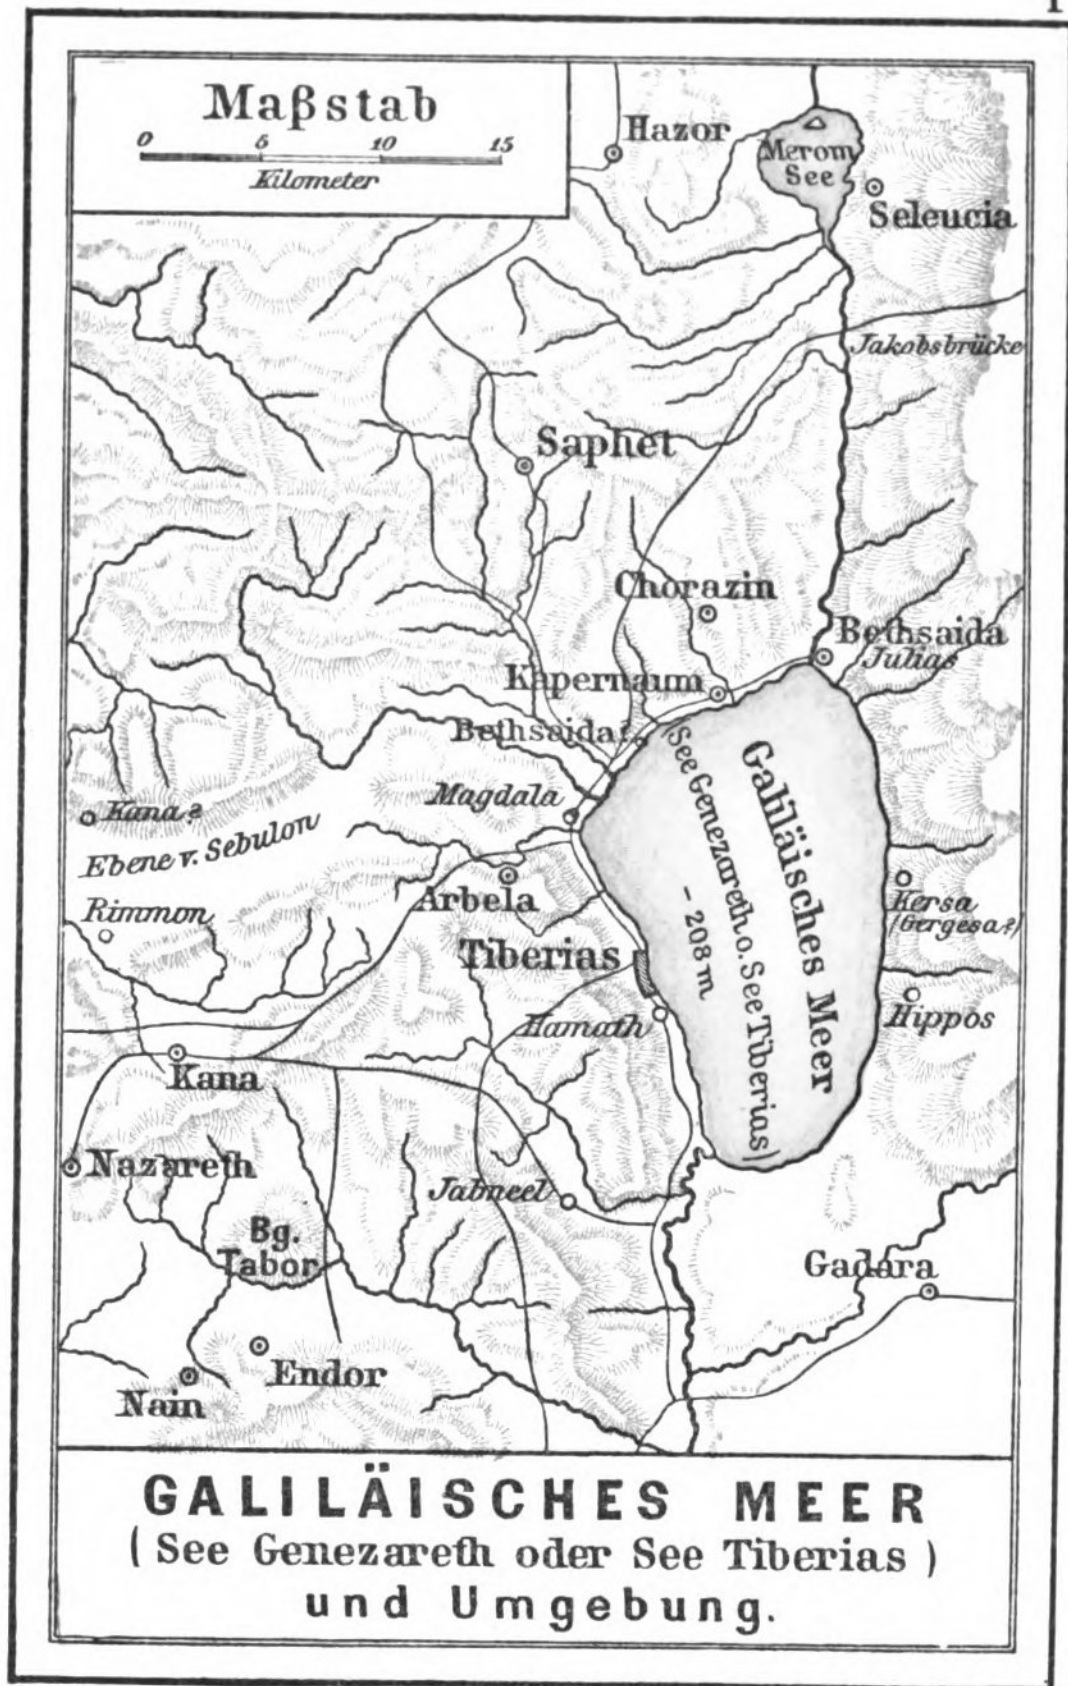 Maßstab
0 5 10 15
Kilometer
Hazor
Merom
See
Seleucia
Jakobsbrücke
Saphet
Chorazin
Bethsaida
Julias
Kapernaum
Bethsaida?
Magdala
Kana?
Ebene v. Sebulon
Rimmon
Arbela
Tiberias
Hamath
Galiläisches Meer
See Genezareth o. See Tiberias)
- 208 m
Kersa
(Gergesa?)
Hippos
Kana
Nazareth
Jabneel
Bg.
Tabor
Gadara
Endor
Nain
GALILÄISCHES MEER
(See Genezareth oder See Tiberias)
und Umgebung.